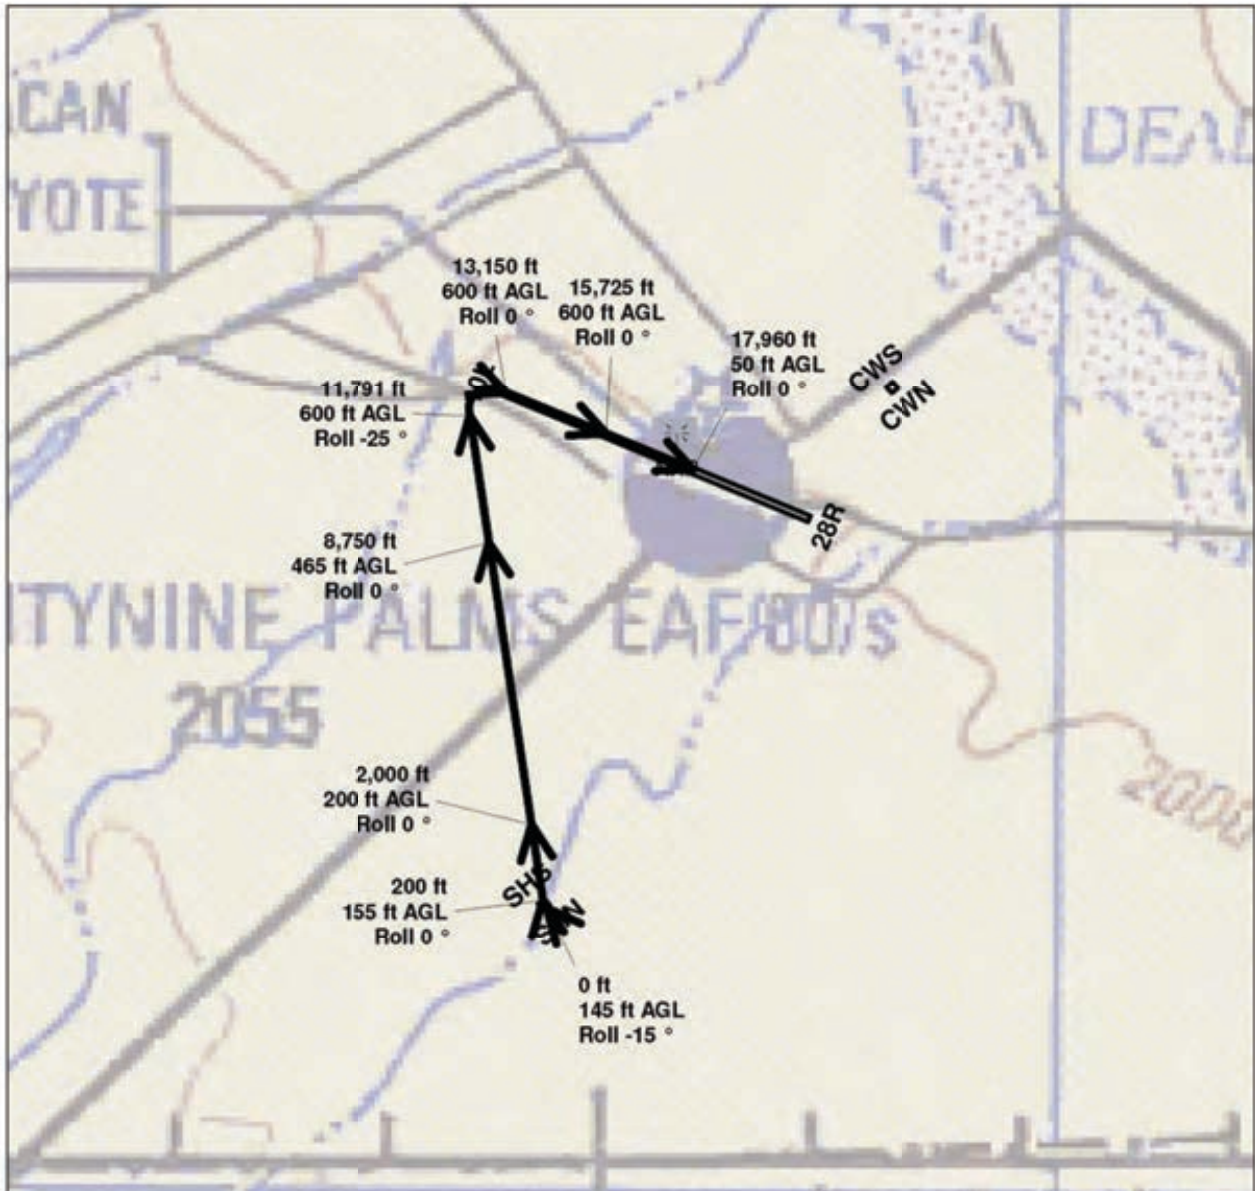 CAN
YOTE
DEAD
13,150 ft
600 ft AGL
Roll 0 °
15,725 ft
600 ft AGL
Roll 0 °
17,960 ft
50 ft AGL
Roll 0 °
CWS
CWN
11,791 ft
600 ft AGL
Roll -25 °
28R
8,750 ft
465 ft AGL
Roll 0 °
TYNINE PALMS EAF
2055
2,000 ft
200 ft AGL
Roll 0 °
2000
SHS
200 ft
155 ft AGL
Roll 0 °
0 ft
145 ft AGL
Roll -15 °